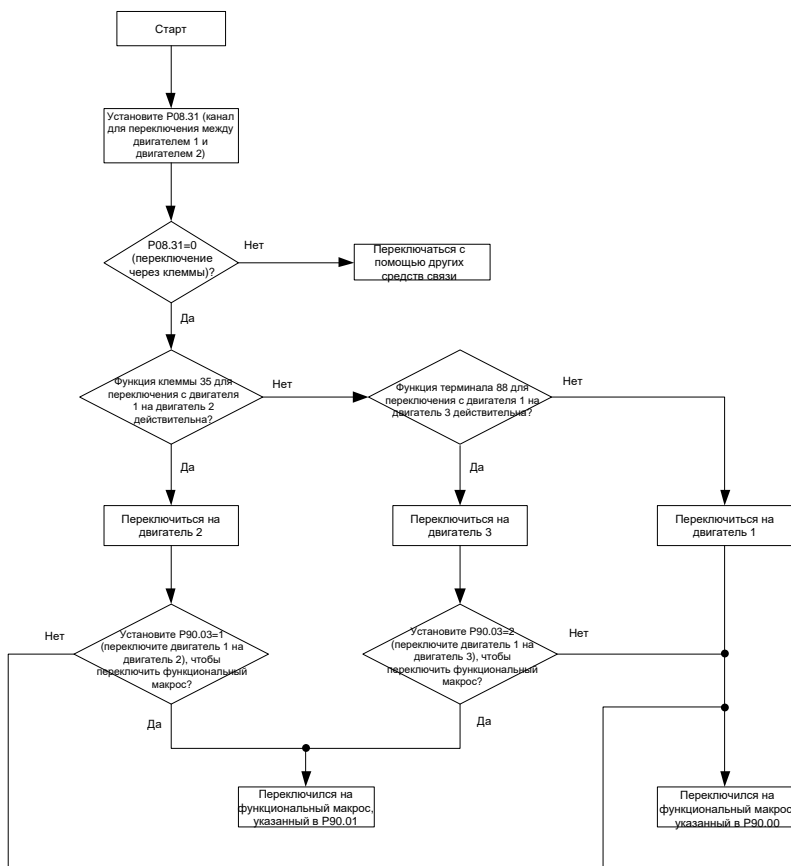 Старт
Установите P08.31 (канал
для переключения между
двигателем 1 и
двигателем 2)
P08.31=0
(переключение
через клеммы)?
Нет
Переключаться с
помощью других
средств связи
Да
Функция клеммы 35 для
переключения с двигателя
1 на двигатель 2
действительна?
Нет
Функция терминала 88 для
переключения с двигателя 1 на
двигатель 3 действительна?
Нет
Да
Да
Переключиться на
двигатель 2
Переключиться на
двигатель 3
Переключиться на
двигатель 1
Нет
Установите P90.03=1
(переключите двигатель 1 на
двигатель 2), чтобы
переключить функциональный
макрос?
Установите P90.03=2
(переключите двигатель 1 на
двигатель 3), чтобы
переключить функциональный
макрос?
Нет
Да
Да
Переключился на
функциональный макрос,
указанный в P90.01
Переключился на
функциональный макрос,
указанный в P90.00